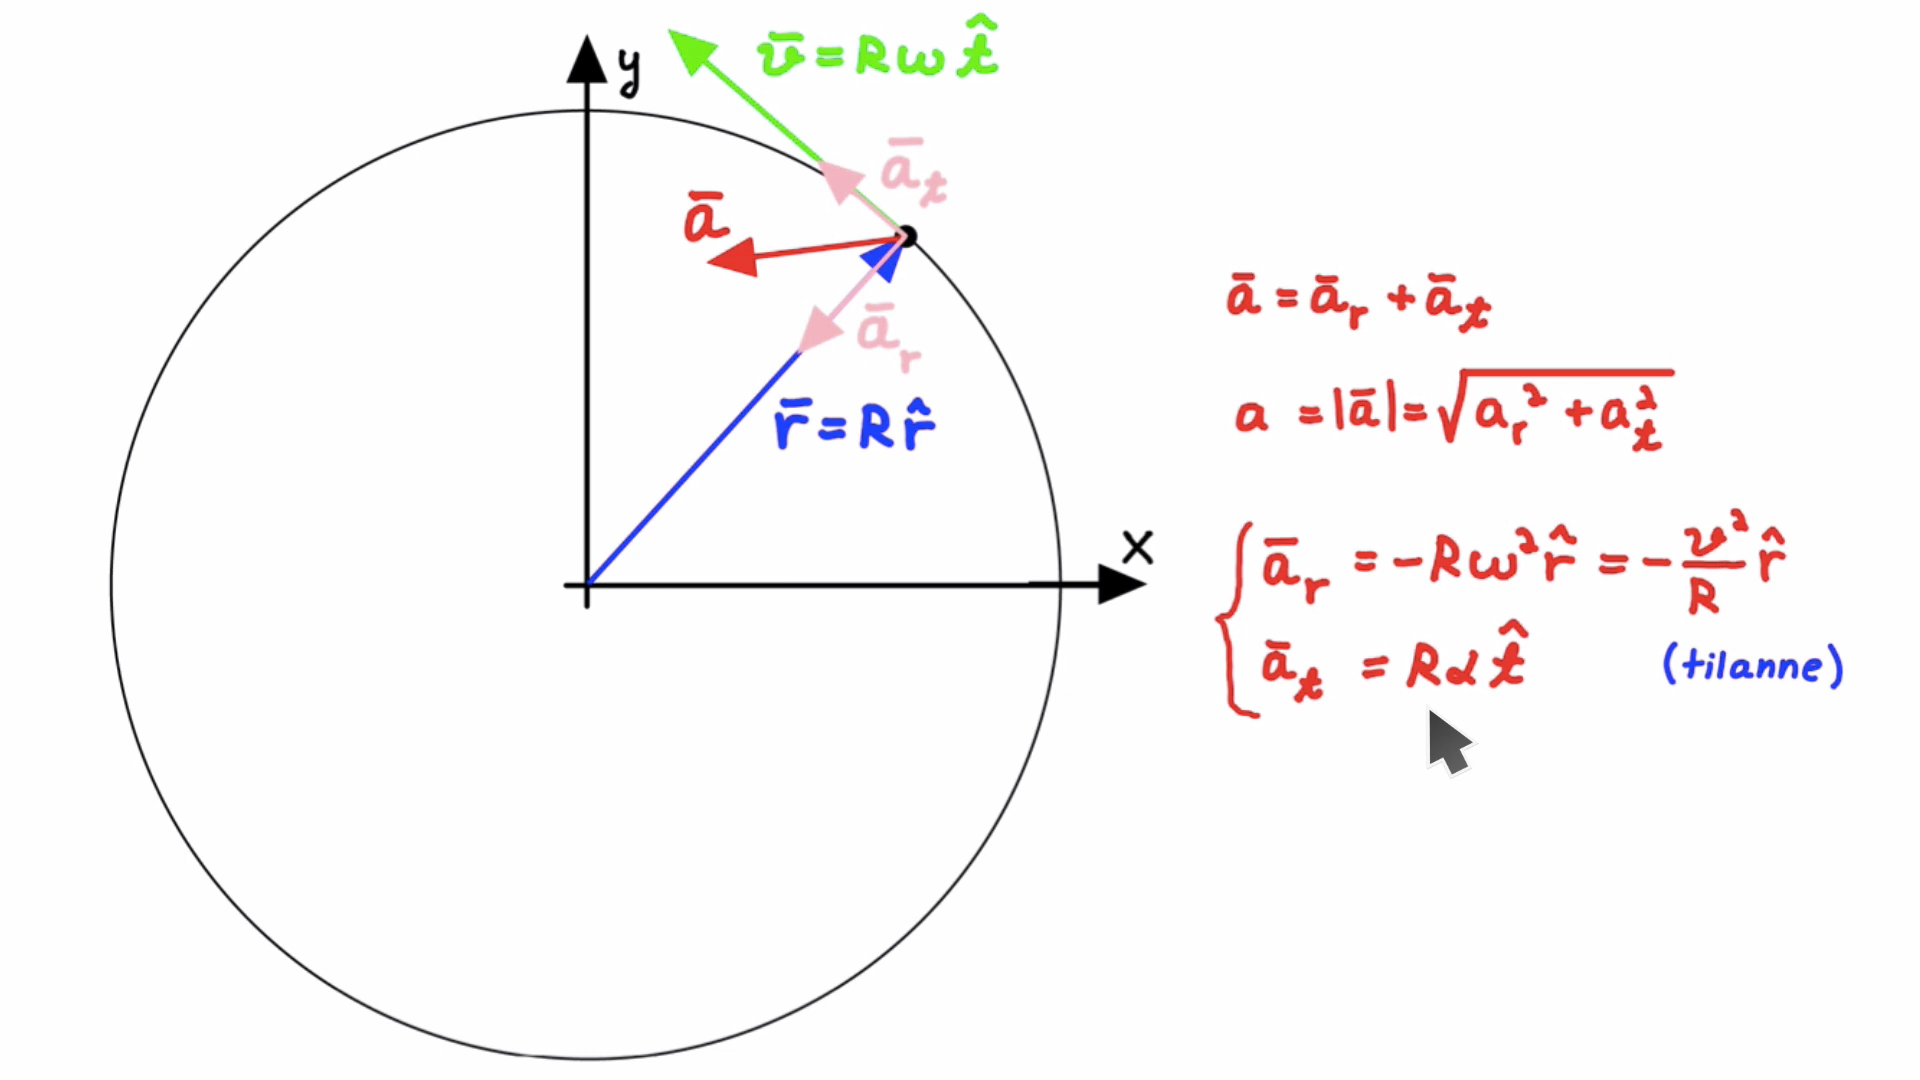 y
v̄ = Rω t̂
ā_t
ā
ā_r
r̄ = R r̂
x
ā = ā_r + ā_t
a = |ā| = √(a_r² + a_t²)
ā_r = -Rω² r̂ = - v²/R r̂
ā_t = Rα t̂ (tilanne)